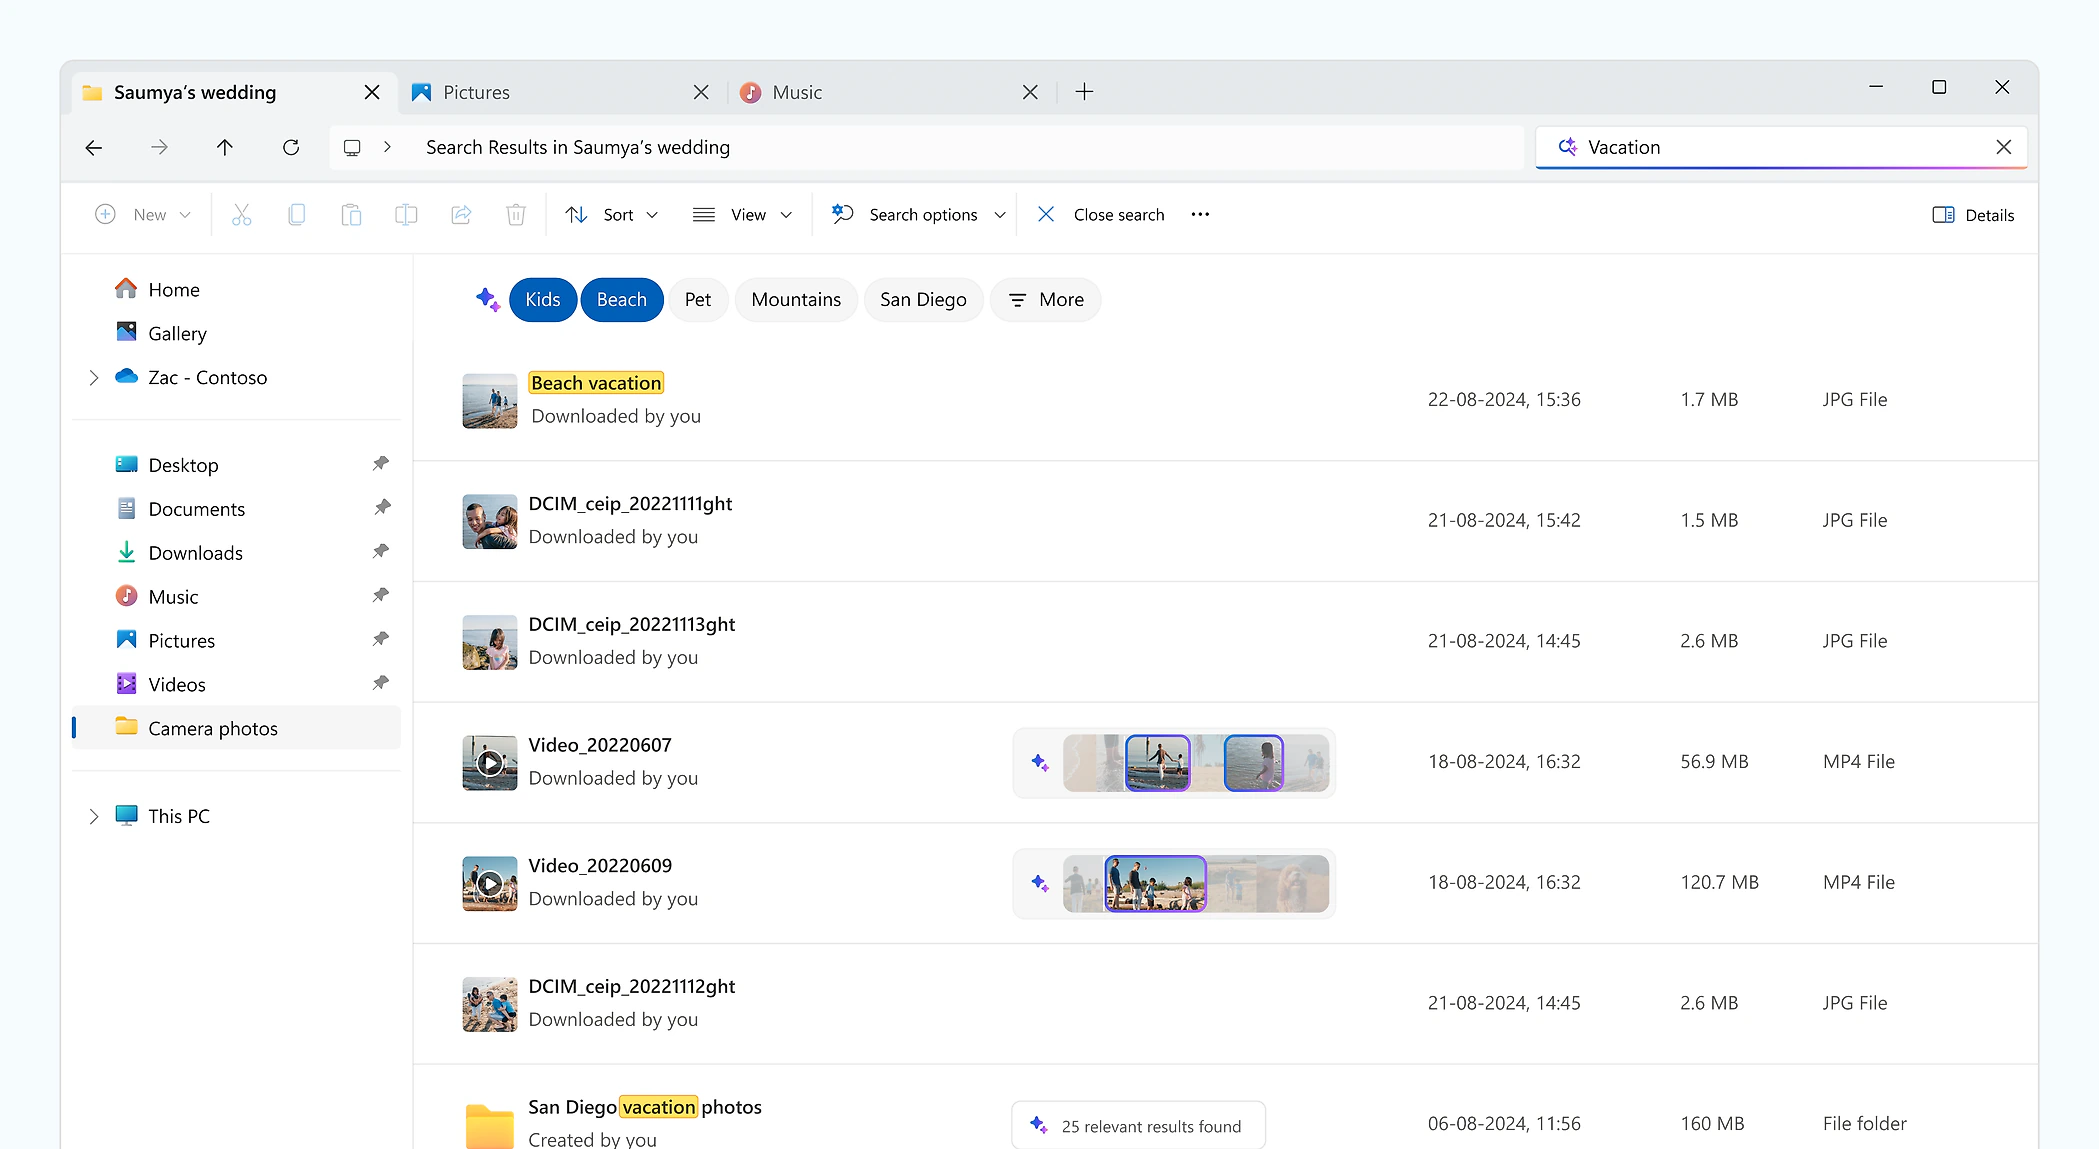 Saumya's wedding
Pictures
Music
Search Results in Saumya's wedding
Vacation
New
Sort
View
Search options
Close search
Details
Home
Gallery
Zac - Contoso
Desktop
Documents
Downloads
Music
Pictures
Videos
Camera photos
This PC
Kids
Beach
Pet
Mountains
San Diego
More
Beach vacation
Downloaded by you
22-08-2024, 15:36
1.7 MB
JPG File
DCIM_ceip_20221111ght
Downloaded by you
21-08-2024, 15:42
1.5 MB
JPG File
DCIM_ceip_20221113ght
Downloaded by you
21-08-2024, 14:45
2.6 MB
JPG File
Video_20220607
Downloaded by you
18-08-2024, 16:32
56.9 MB
MP4 File
Video_20220609
Downloaded by you
18-08-2024, 16:32
120.7 MB
MP4 File
DCIM_ceip_20221112ght
Downloaded by you
21-08-2024, 14:45
2.6 MB
JPG File
San Diego vacation photos
Created by you
25 relevant results found
06-08-2024, 11:56
160 MB
File folder